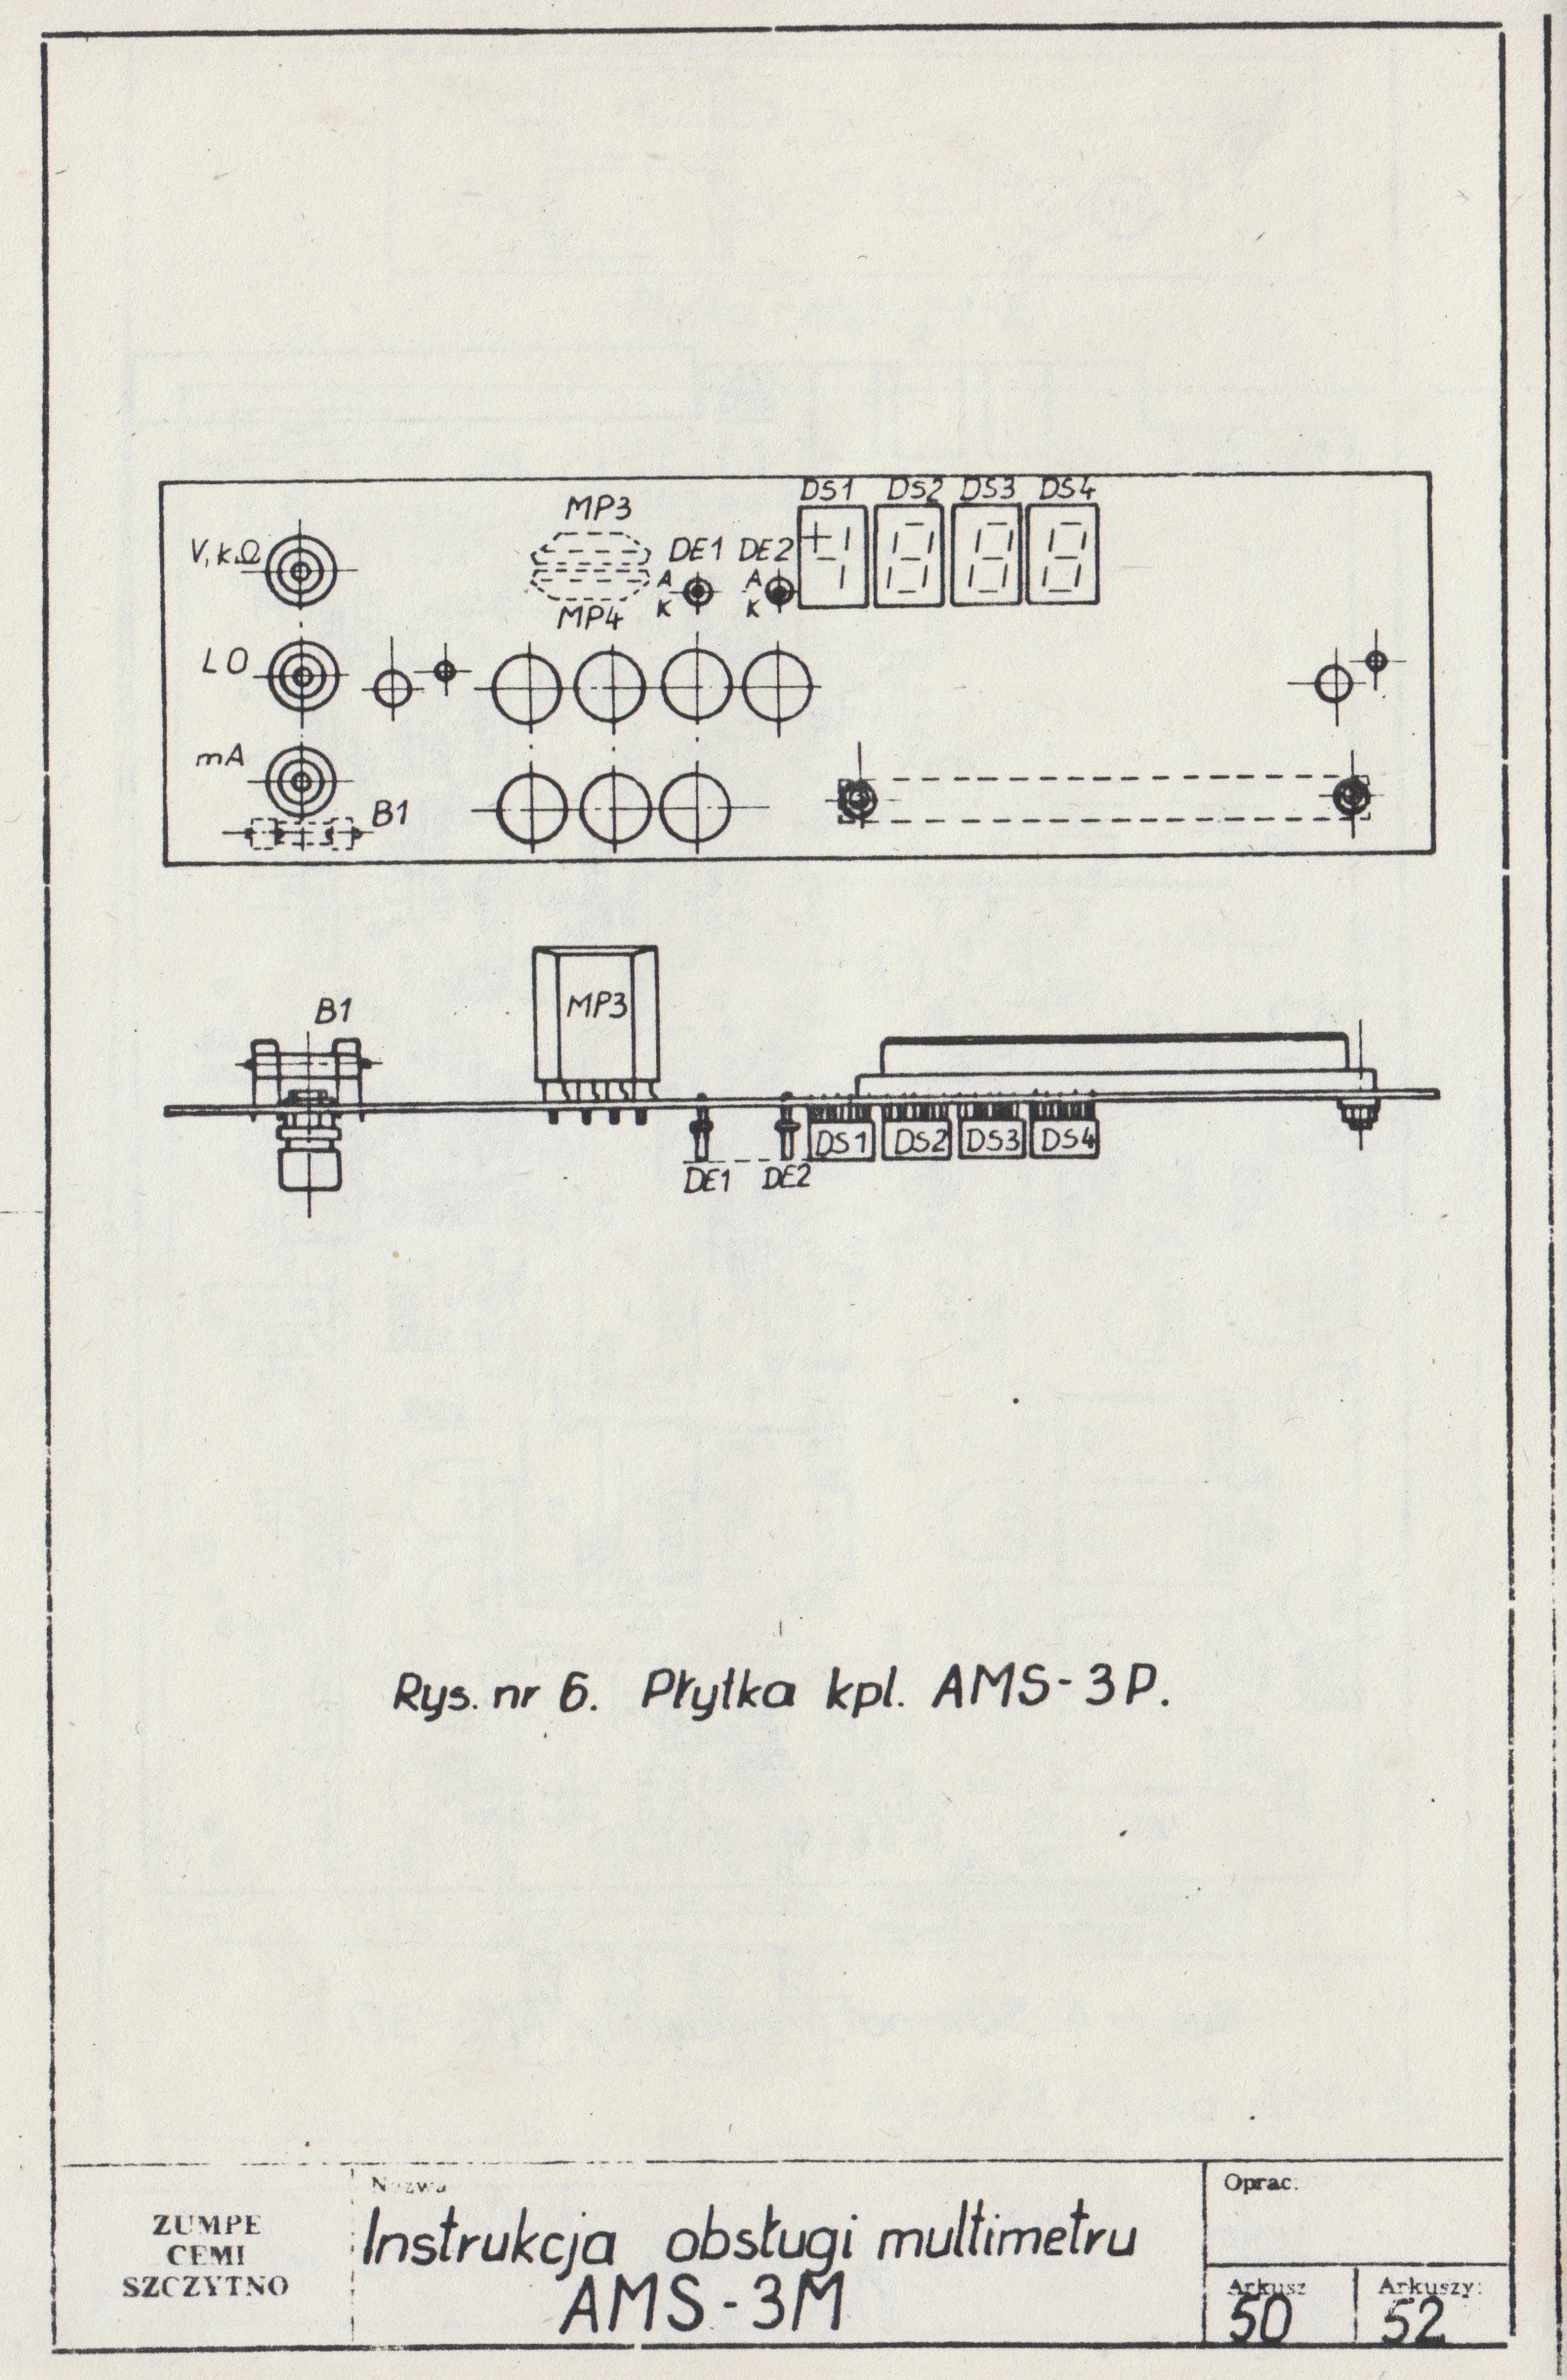 DS1 DS2 DS3 DS4
MP3
V, kΩ
DE1 DE2
A A
K K
MP4
LO
mA
B1
B1
MP3
DS1 DS2 DS3 DS4
DE1 DE2
Rys. nr 6. Płytka kpl. AMS-3P.
ZUMPE
CEMI
SZCZYTNO
Nazwa
Instrukcja obsługi multimetru
AMS-3M
Oprac.
Arkusz
50
Arkuszy:
52